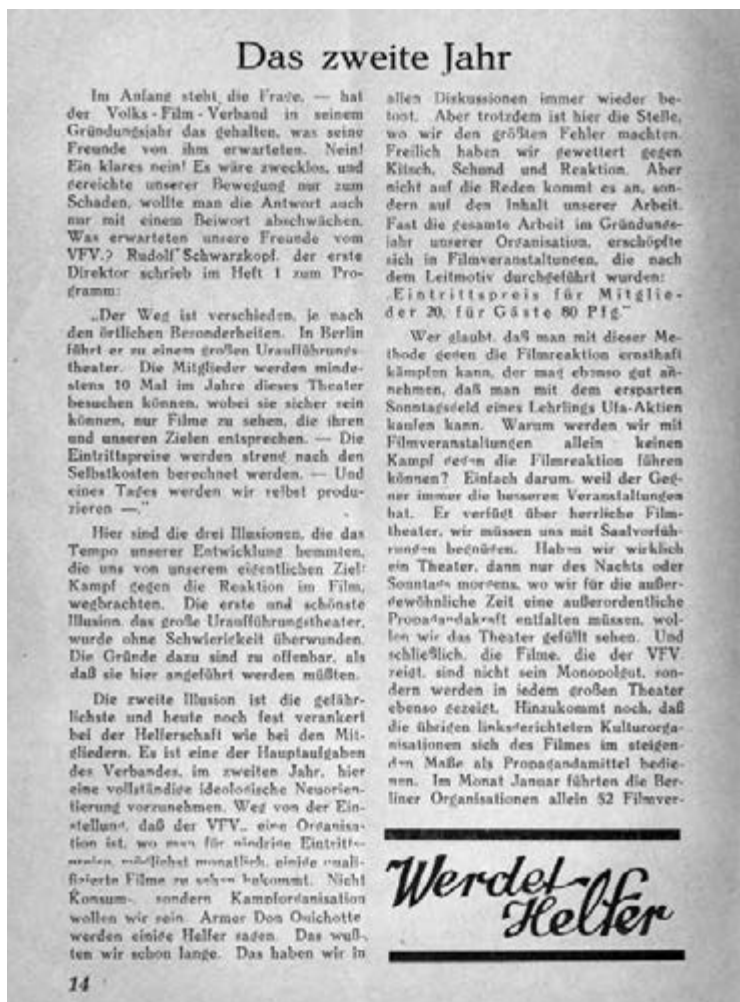 Das zweite Jahr
Im Anfang steht die Frage, — hat
der Volks-Film-Verband in seinem
Gründungsjahr das gehalten, was seine
Freunde von ihm erwarteten. Nein!
Ein klares nein! Es wäre zwecklos, und
gereichte unserer Bewegung nur zum
Schaden, wollte man die Antwort auch
nur mit einem Beiwort abschwächen.
Was erwarteten unsere Freunde vom
VFV.? Rudolf Schwarzkopf, der erste
Direktor schrieb im Heft 1 zum Pro-
gramm:
„Der Weg ist verschieden, je nach
den örtlichen Besonderheiten. In Berlin
führt er zu einem großen Uraufführungs-
theater. Die Mitglieder werden minde-
stens 10 Mal im Jahre dieses Theater
besuchen können, wobei sie sicher sein
können, nur Filme zu sehen, die ihren
und unseren Zielen entsprechen. — Die
Eintrittspreise werden streng nach den
Selbstkosten berechnet werden. — Und
eines Tages werden wir selbst produ-
zieren —.“
Hier sind die drei Illusionen, die das
Tempo unserer Entwicklung hemmten,
die uns von unserem eigentlichen Ziel:
Kampf gegen die Reaktion im Film,
wegbrachten. Die erste und schönste
Illusion, das große Uraufführungstheater,
wurde ohne Schwierigkeit überwunden.
Die Gründe dazu sind zu offenbar, als
daß sie hier angeführt werden müßten.
Die zweite Illusion ist die gefähr-
lichste und heute noch fest verankert
bei der Helferschaft wie bei den Mit-
gliedern. Es ist eine der Hauptaufgaben
des Verbandes, im zweiten Jahr, hier
eine vollständige ideologische Neuorien-
tierung vorzunehmen. Weg von der Ein-
stellung, daß der VFV., eine Organisa-
tion ist, wo man für niedrige Eintritts-
preise, möglichst monatlich, einige quali-
fizierte Filme zu sehen bekommt. Nicht
Konsum-, sondern Kampforganisation
wollen wir sein. Armer Don Quichotte
werden einige Helfer sagen. Das wuß-
ten wir schon lange. Das haben wir in
allen Diskussionen immer wieder be-
tont. Aber trotzdem ist hier die Stelle,
wo wir den größten Fehler machten.
Freilich haben wir gewettert gegen
Kitsch, Schund und Reaktion. Aber
nicht auf die Reden kommt es an, son-
dern auf den Inhalt unserer Arbeit.
Fast die gesamte Arbeit im Gründungs-
jahr unserer Organisation, erschöpfte
sich in Filmveranstaltungen, die nach
dem Leitmotiv durchgeführt wurden:
„Eintrittspreis für Mitglie-
der 20, für Gäste 80 Pfg.“
Wer glaubt, daß man mit dieser Me-
thode gegen die Filmreaktion ernsthaft
kämpfen kann, der mag ebenso gut an-
nehmen, daß man mit dem ersparten
Sonntagsgeld eines Lehrlings Ufa-Aktien
kaufen kann. Warum werden wir mit
Filmveranstaltungen allein keinen
Kampf gegen die Filmreaktion führen
können? Einfach darum, weil der Geg-
ner immer die besseren Veranstaltungen
hat. Er verfügt über herrliche Film-
theater, wir müssen uns mit Saalvorfüh-
rungen begnügen. Haben wir wirklich
ein Theater, dann nur des Nachts oder
Sonntags morgens, wo wir für die außer-
gewöhnliche Zeit eine außerordentliche
Propagandakraft entfalten müssen, wol-
len wir das Theater gefüllt sehen. Und
schließlich, die Filme, die der VFV.
zeigt, sind nicht sein Monopolgut, son-
dern werden in jedem großen Theater
ebenso gezeigt. Hinzukommt noch, daß
die übrigen linksgerichteten Kulturorga-
nisationen sich des Filmes im steigen-
den Maße als Propagandamittel bedie-
nen. Im Monat Januar führten die Ber-
liner Organisationen allein 52 Filmver-
Werdet
Helfer
14